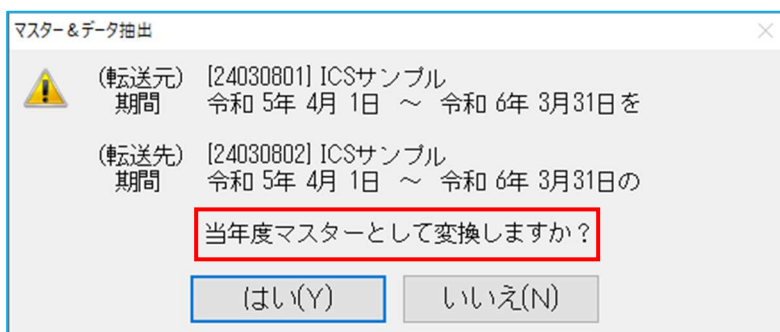 マスター＆データ抽出
(転送元) [24030801] ICSサンプル
期間 令和 5年 4月 1日 ～ 令和 6年 3月31日を
(転送先) [24030802] ICSサンプル
期間 令和 5年 4月 1日 ～ 令和 6年 3月31日の
当年度マスターとして変換しますか？
はい(Y) いいえ(N)